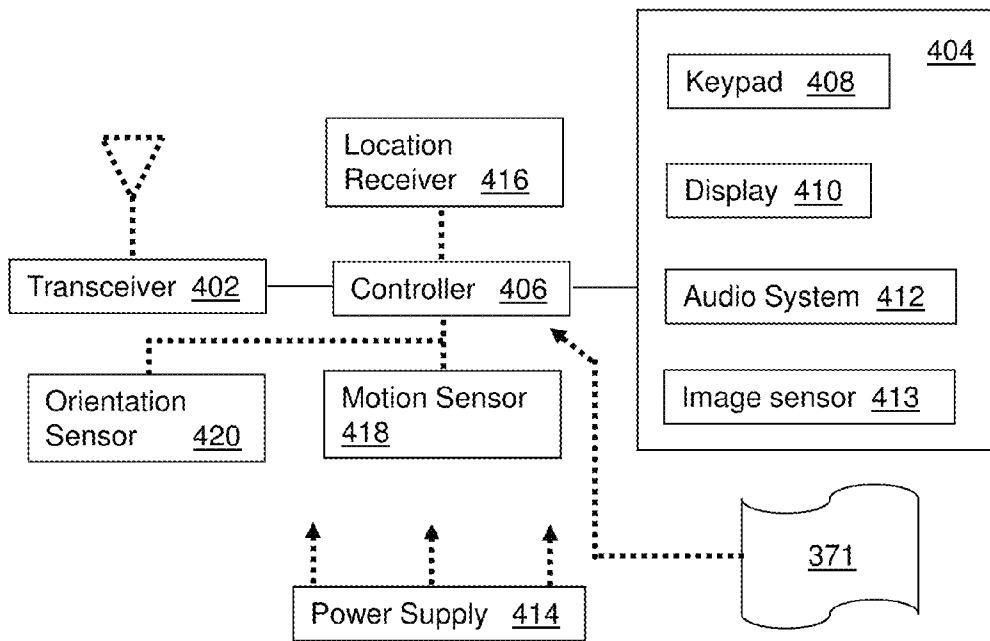 404
Keypad 408
Location
Receiver 416
Display 410
Transceiver 402
Controller 406
Audio System 412
Orientation
Sensor 420
Motion Sensor
418
Image sensor 413
371
Power Supply 414